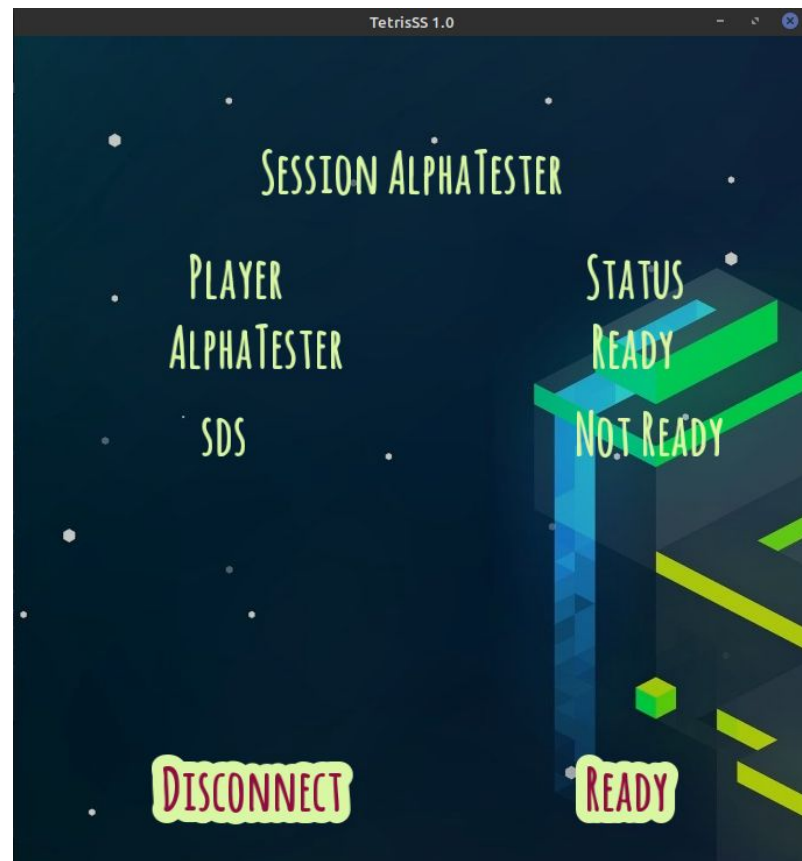 TetrisSS 1.0
Session AlphaTester
Player Status
AlphaTester Ready
sds Not Ready
Disconnect Ready